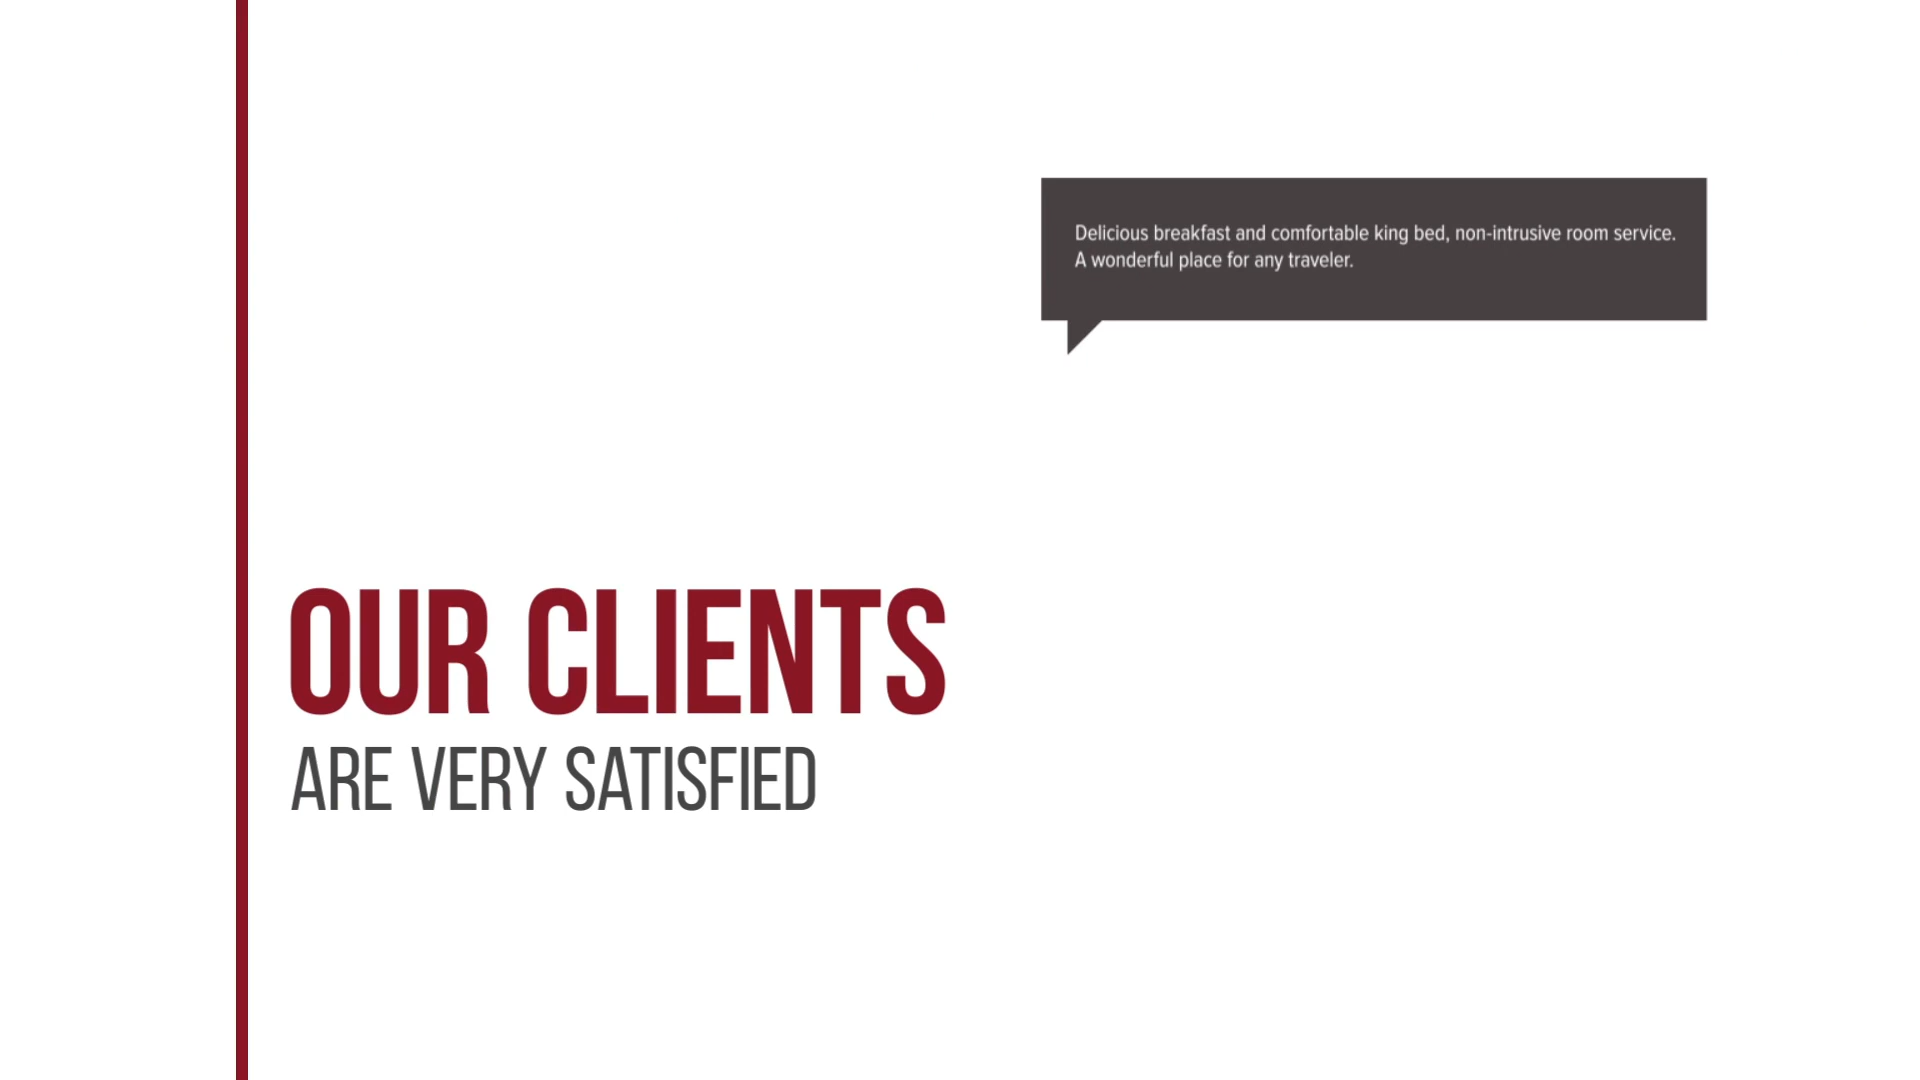 Delicious breakfast and comfortable king bed, non-intrusive room service.
A wonderful place for any traveler.
OUR CLIENTS
ARE VERY SATISFIED